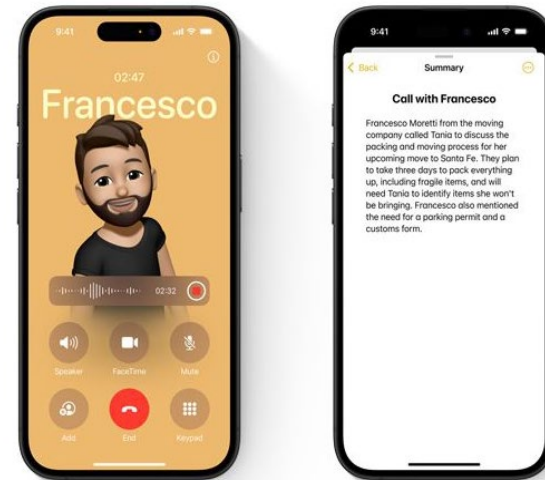 9:41
02:47
Francesco
02:32
Speaker
FaceTime
Mute
Add
End
Keypad
9:41
Back
Summary
Call with Francesco
Francesco Moretti from the moving
company called Tania to discuss the
packing and moving process for her
upcoming move to Santa Fe. They plan
to take three days to pack everything
up, including fragile items, and will
need Tania to identify items she won't
be bringing. Francesco also mentioned
the need for a parking permit and a
customs form.